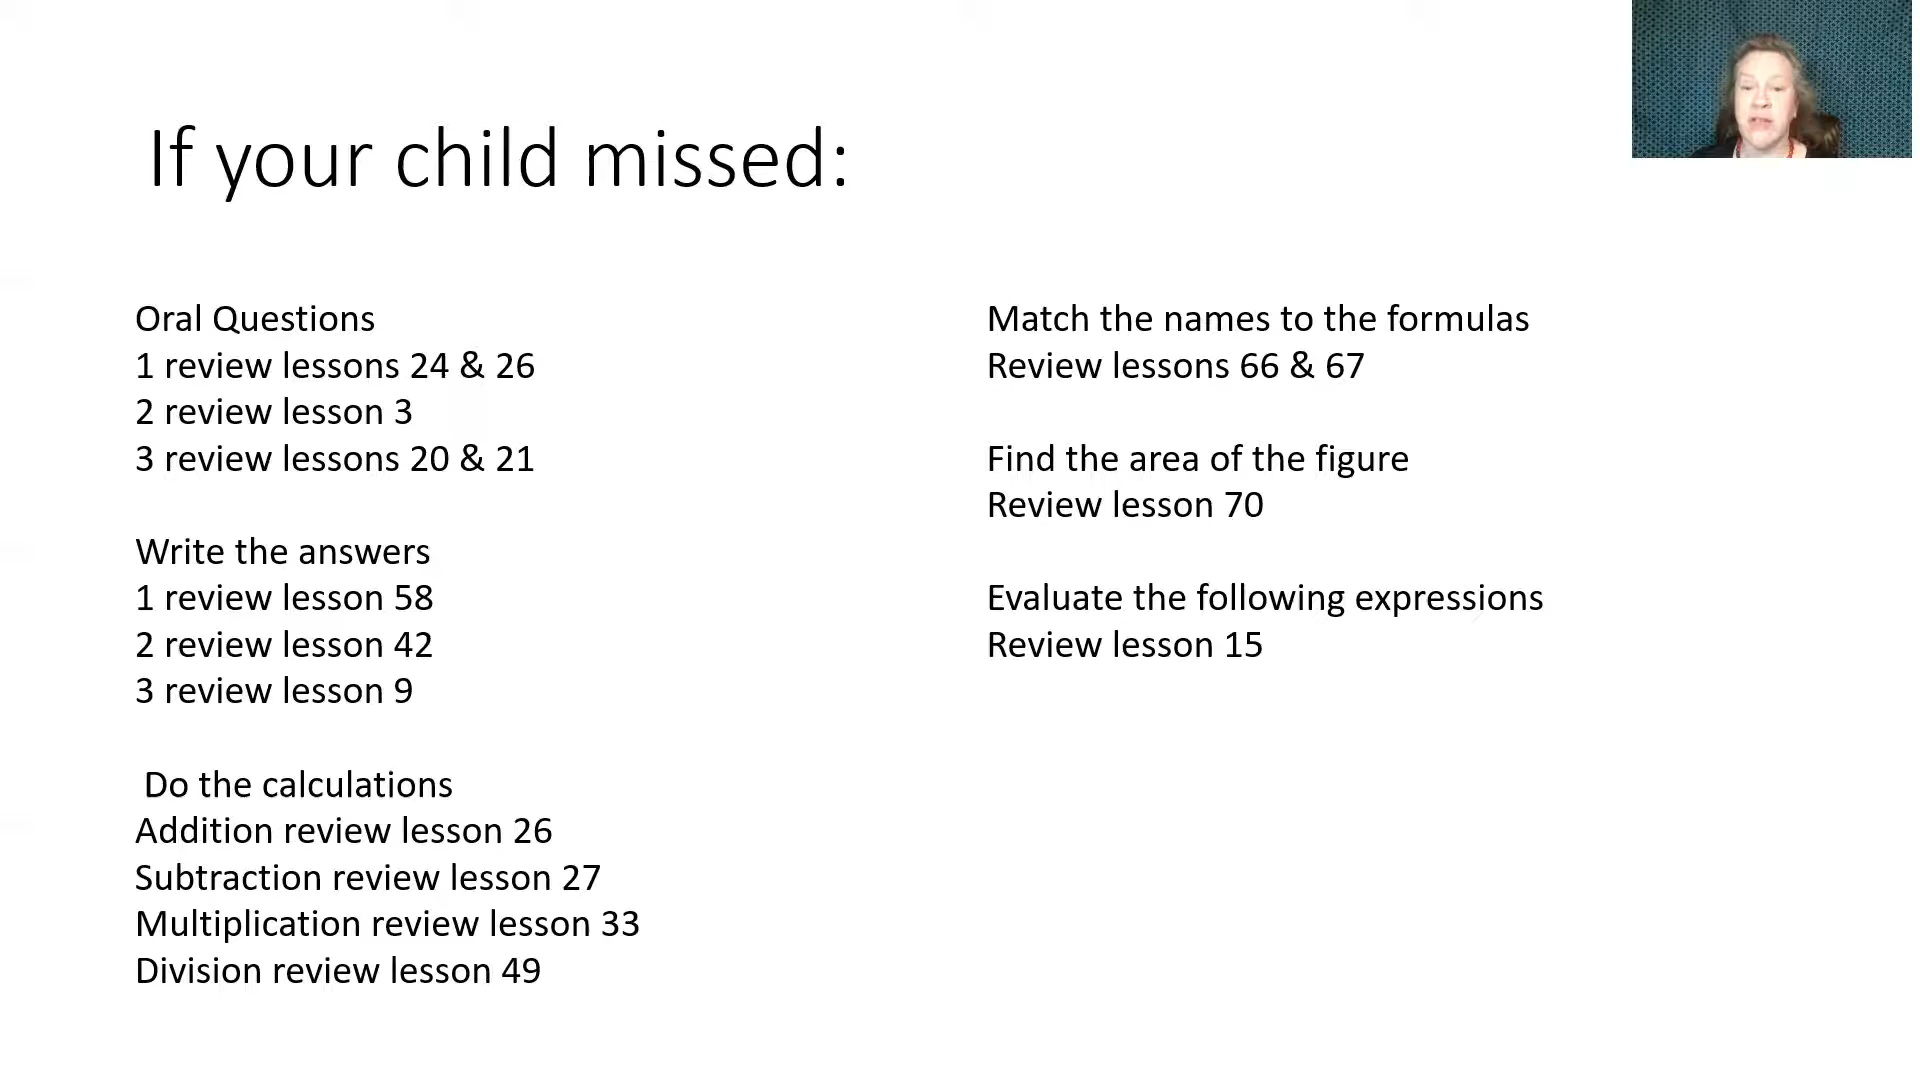 If your child missed:
Oral Questions
1 review lessons 24 & 26
2 review lesson 3
3 review lessons 20 & 21
Write the answers
1 review lesson 58
2 review lesson 42
3 review lesson 9
Do the calculations
Addition review lesson 26
Subtraction review lesson 27
Multiplication review lesson 33
Division review lesson 49
Match the names to the formulas
Review lessons 66 & 67
Find the area of the figure
Review lesson 70
Evaluate the following expressions
Review lesson 15